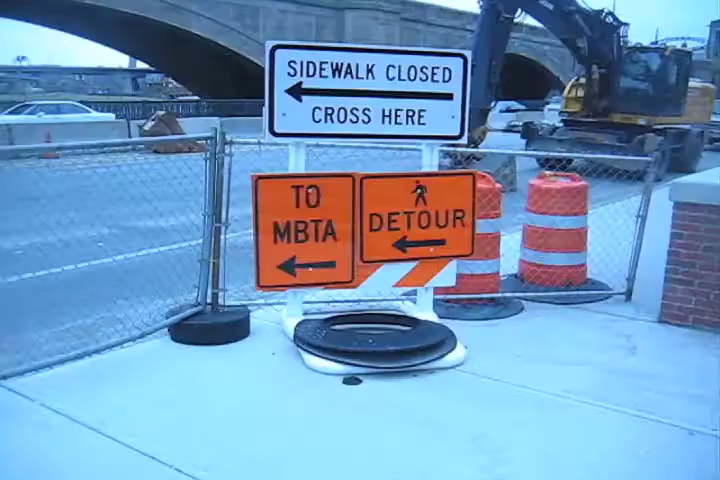 SIDEWALK CLOSED
CROSS HERE
TO
MBTA
DETOUR